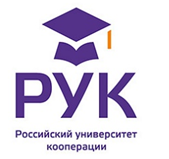 РУК
Российский университет
кооперации